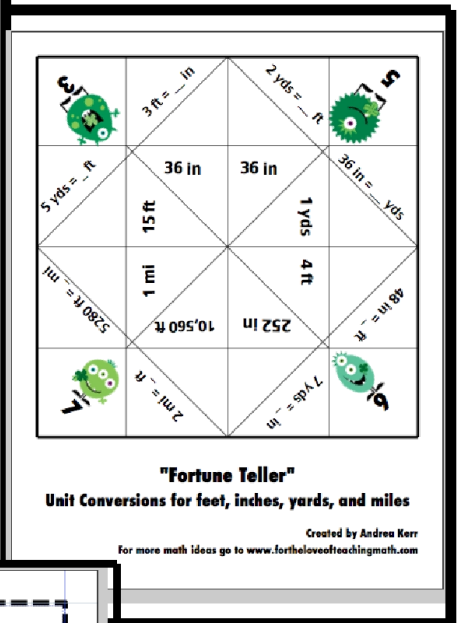 3
3 ft = __ in
2 yds = __ ft
5
5 yds = _ ft
36 in
36 in
36 in = __ yds
15 ft
1 yds
1 mi
4 ft
5280 ft = __ mi
10,560 ft
252 in
48 in = __ ft
7
2 mi = _ ft
7 yds = _ in
6
"Fortune Teller"
Unit Conversions for feet, inches, yards, and miles
Created by Andrea Kerr
For more math ideas go to www.fortheloveofteachingmath.com